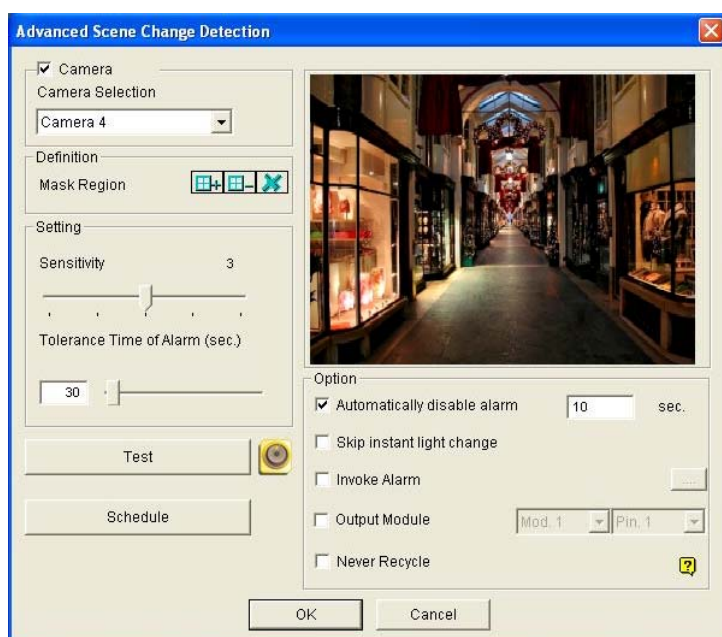 Advanced Scene Change Detection
Camera
Camera Selection
Camera 4
Definition
Mask Region
Setting
Sensitivity 3
Tolerance Time of Alarm (sec.)
30
Test
Schedule
Option
Automatically disable alarm 10 sec.
Skip instant light change
Invoke Alarm ....
Output Module Mod. 1 Pin. 1
Never Recycle ?
OK Cancel